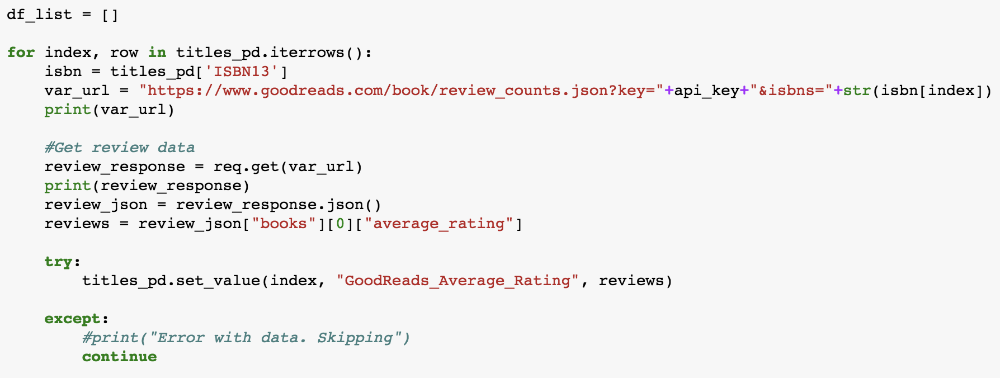 df_list = []
for index, row in titles_pd.iterrows():
    isbn = titles_pd['ISBN13']
    var_url = "https://www.goodreads.com/book/review_counts.json?key="+api_key+"&isbns="+str(isbn[index])
    print(var_url)
    #Get review data
    review_response = req.get(var_url)
    print(review_response)
    review_json = review_response.json()
    reviews = review_json["books"][0]["average_rating"]
    try:
        titles_pd.set_value(index, "GoodReads_Average_Rating", reviews)
    except:
        #print("Error with data. Skipping")
        continue